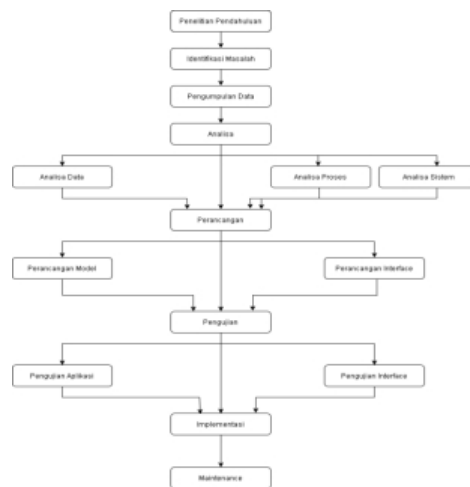 Penelitian Pendahuluan
Identifikasi Masalah
Pengumpulan Data
Analisa
Analisa Data
Analisa Proses
Analisa Sistem
Perancangan
Perancangan Model
Perancangan Interface
Pengujian
Pengujian Aplikasi
Pengujian Interface
Implementasi
Maintenance